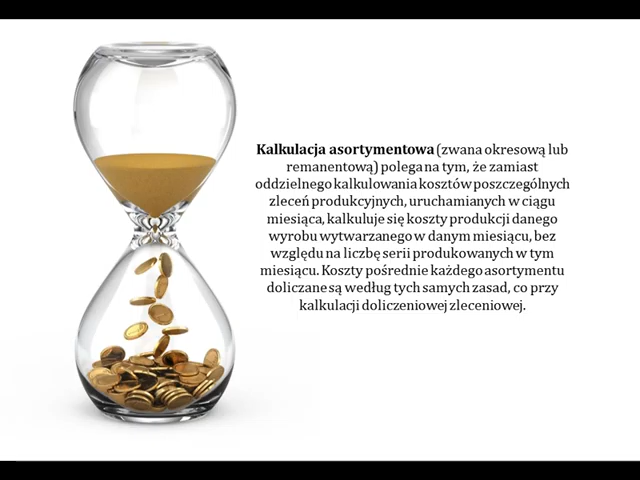 Kalkulacja asortymentowa (zwana okresową lub
remanentową) polega na tym, że zamiast
oddzielnego kalkulowania kosztów poszczególnych
zleceń produkcyjnych, uruchamianych w ciągu
miesiąca, kalkuluje się koszty produkcji danego
wyrobu wytwarzanego w danym miesiącu, bez
względu na liczbę serii produkowanych w tym
miesiącu. Koszty pośrednie każdego asortymentu
doliczane są według tych samych zasad, co przy
kalkulacji doliczeniowej zleceniowej.